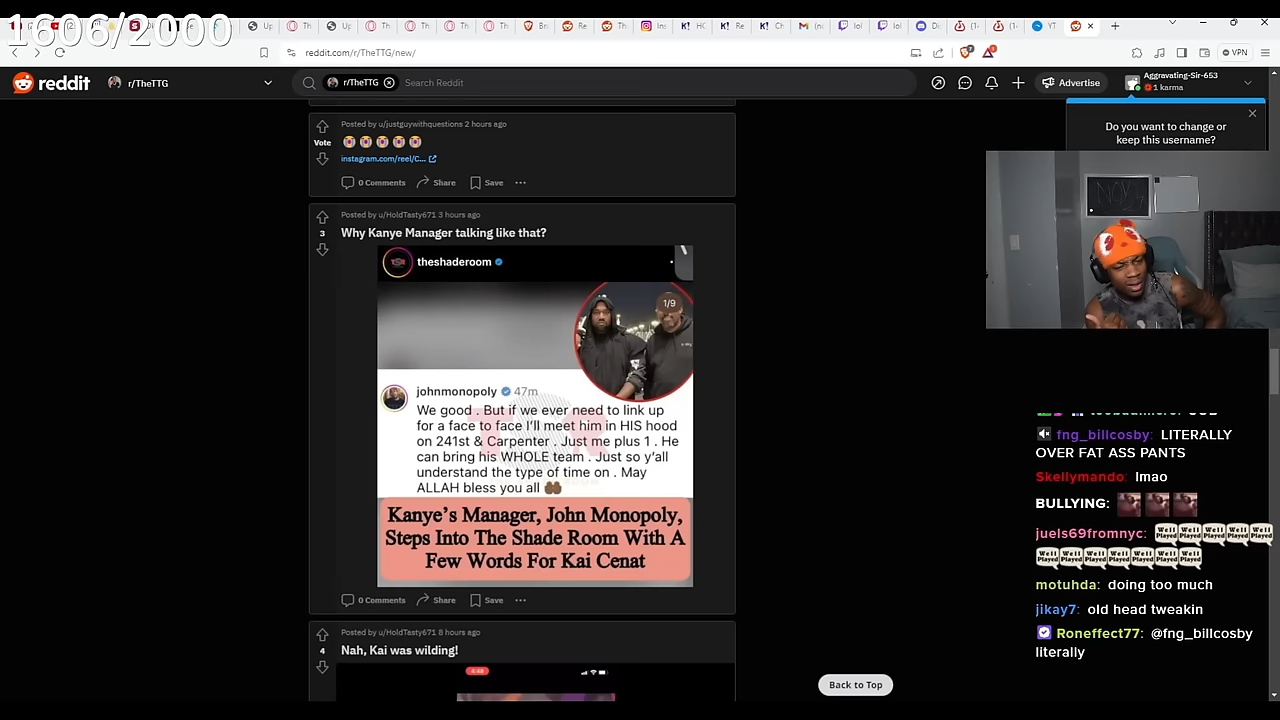 1606/2000
reddit.com/r/TheTTG/new/
VPN
reddit
r/TheTTG
r/TheTTG
Search Reddit
Advertise
Aggravating-Sir-653
1 karma
Do you want to change or
keep this username?
Posted by u/justguywithquestions 2 hours ago
Vote
instagram.com/reel/C...
0 Comments
Share
Save
Posted by u/HoldTasty671 3 hours ago
3
Why Kanye Manager talking like that?
theshaderoom
1/9
johnmonopoly 47m
We good . But if we ever need to link up
for a face to face I'll meet him in HIS hood
on 241st & Carpenter . Just me plus 1 . He
can bring his WHOLE team . Just so y'all
understand the type of time on . May
ALLAH bless you all
Kanye's Manager, John Monopoly,
Steps Into The Shade Room With A
Few Words For Kai Cenat
0 Comments
Share
Save
Posted by u/HoldTasty671 8 hours ago
4
Nah, Kai was wilding!
Back to Top
fng_billcosby: LITERALLY
OVER FAT ASS PANTS
Skellymando: lmao
BULLYING:
juels69fromnyc:
motuhda: doing too much
jikay7: old head tweakin
Roneffect77: @fng_billcosby
literally